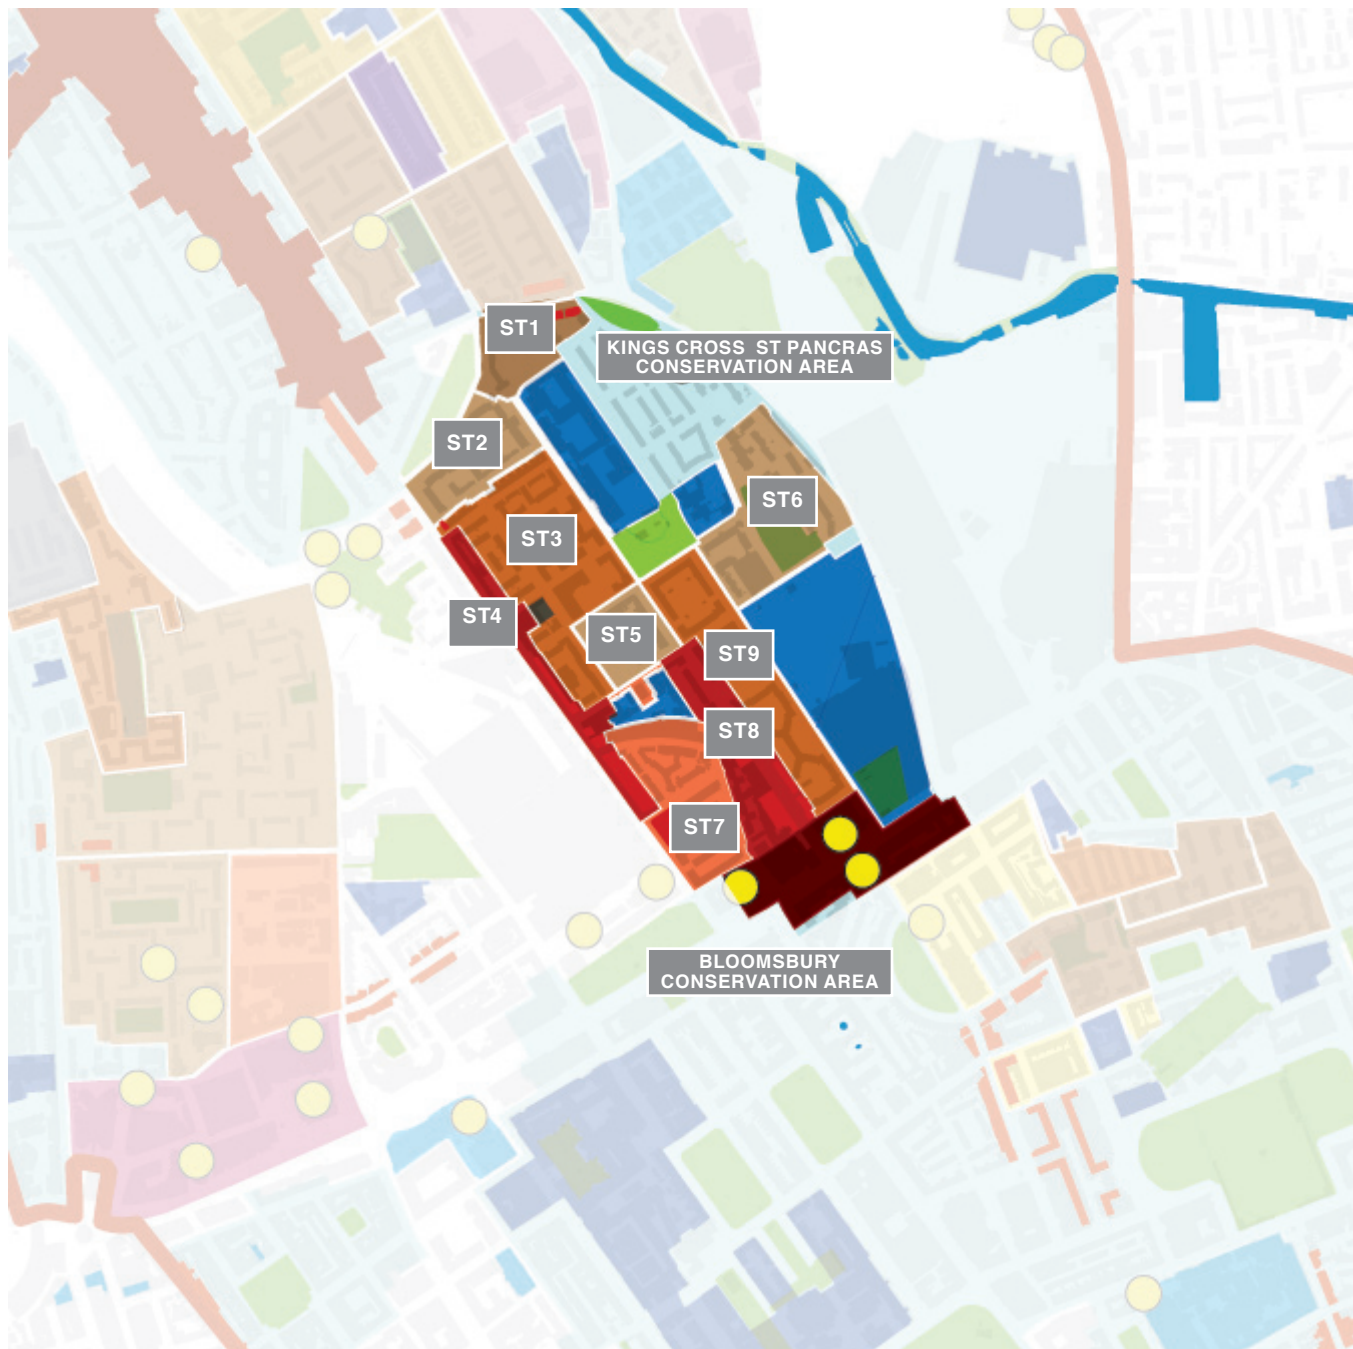 ST1
KINGS CROSS ST PANCRAS
CONSERVATION AREA
ST2
ST6
ST3
ST4
ST5
ST9
ST8
ST7
BLOOMSBURY
CONSERVATION AREA